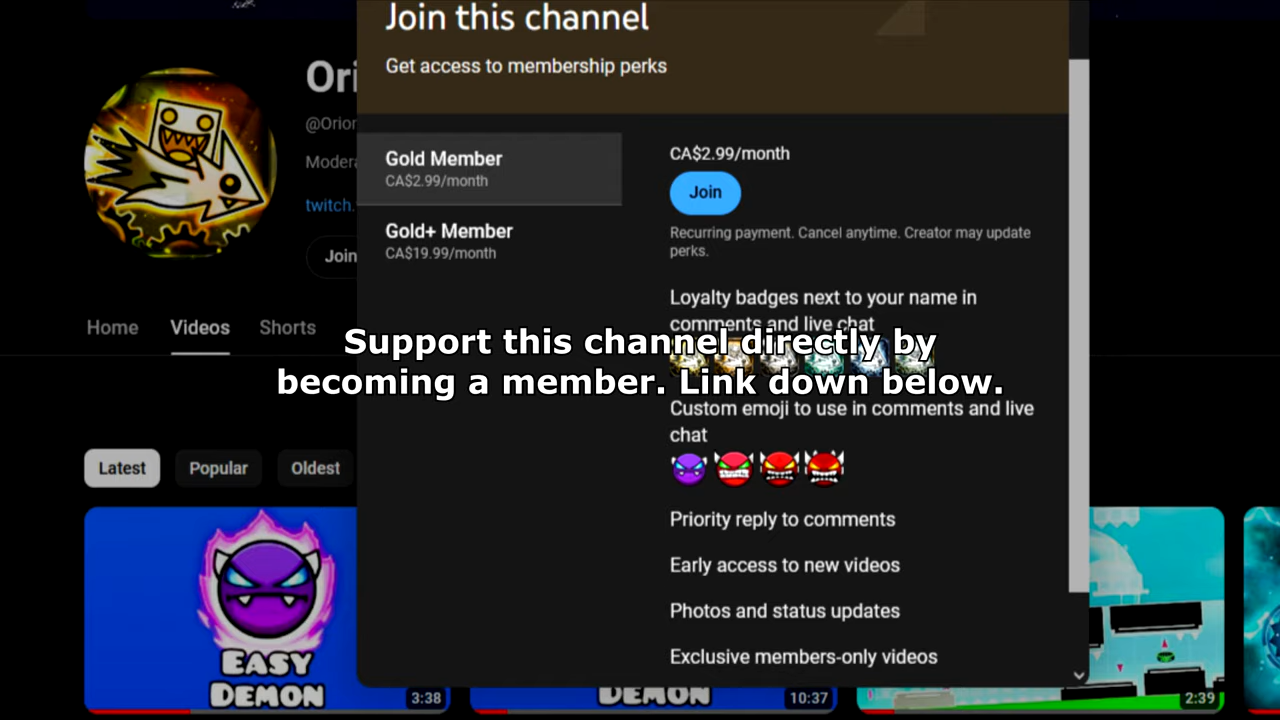 Join this channel
Get access to membership perks
Ori
@Orior
Modera
twitch.
Join
Gold Member
CA$2.99/month
Gold+ Member
CA$19.99/month
CA$2.99/month
Join
Recurring payment. Cancel anytime. Creator may update
perks.
Loyalty badges next to your name in
comments and live chat
Home
Videos
Shorts
Support this channel directly by
becoming a member. Link down below.
Custom emoji to use in comments and live
chat
Latest
Popular
Oldest
Priority reply to comments
Early access to new videos
Photos and status updates
Exclusive members-only videos
EASY
DEMON
3:38
DEMON
10:37
2:39